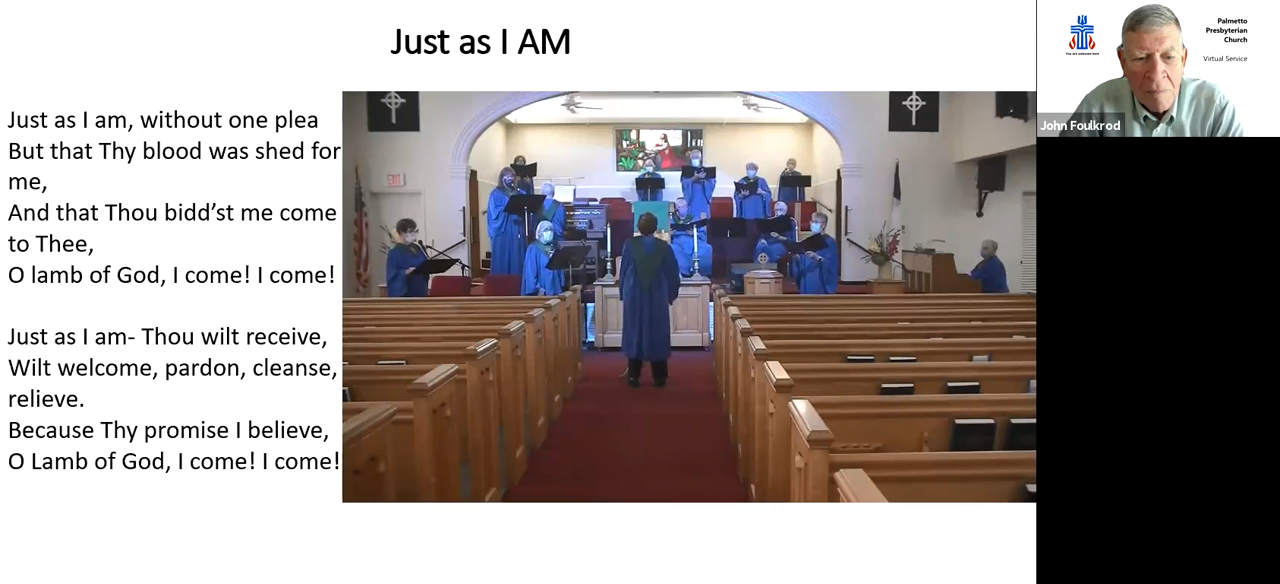 Just as I AM
Just as I am, without one plea
But that Thy blood was shed for
me,
And that Thou bidd’st me come
to Thee,
O lamb of God, I come! I come!
Just as I am- Thou wilt receive,
Wilt welcome, pardon, cleanse,
relieve.
Because Thy promise I believe,
O Lamb of God, I come! I come!
Palmetto
Presbyterian
Church
Virtual Service
John Foulkrod